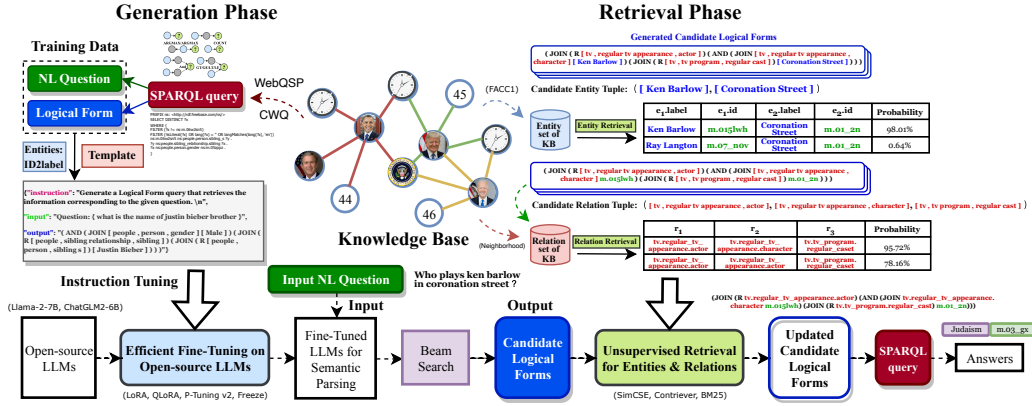 Generation Phase
Retrieval Phase
Training Data
NL Question
Logical Form
SPARQL query
WebQSP
CWQ
ARGMAX ARGMAX
COUNT
Entities:
ID2label
Template
{"instruction": "Generate a Logical Form query that retrieves the
information corresponding to the given question. \n",
"input": "Question: { what is the name of justin bieber brother }",
"output": "( AND ( JOIN [ people , person , gender ] [ Male ] ) ( JOIN (
R [ people , sibling relationship , sibling ] ) ( JOIN ( R [ people ,
person , sibling s ] ) [ Justin Bieber ] ) ) )"}
Instruction Tuning
45
44
46
Knowledge Base
(FACC1)
(Neighborhood)
Entity
set of
KB
Entity Retrieval
Relation
set of
KB
Relation Retrieval
Generated Candidate Logical Forms
( JOIN ( R [ tv , regular tv appearance , actor ] ) ( AND ( JOIN [ tv , regular tv appearance ,
character ] [ Ken Barlow ] ) ( JOIN ( R [ tv , tv program , regular cast ] ) [ Coronation Street ] ) ) )
Candidate Entity Tuple: ( [ Ken Barlow ], [ Coronation Street ] )
e1.label e1.id e2.label e2.id Probability
Ken Barlow m.015lwh Coronation Street m.01_2n 98.01%
Ray Langton m.07_nov Coronation Street m.01_2n 0.64%
( JOIN ( R [ tv , regular tv appearance , actor ] ) ( AND ( JOIN [ tv , regular tv appearance ,
character ] m.015lwh ) ( JOIN ( R [ tv , tv program , regular cast ] ) m.01_2n ) ) )
Candidate Relation Tuple: ( [ tv , regular tv appearance , actor ], [ tv , regular tv appearance , character ], [ tv , tv program , regular cast ] )
r1 r2 r3 Probability
tv.regular_tv_appearance.actor tv.regular_tv_appearance.character tv.tv_program.regular_cast 95.72%
tv.regular_tv_appearance.actor tv.regular_tv_appearance.actor tv.tv_program.regular_caset 78.16%
Input NL Question
Who plays ken barlow
in coronation street ?
Input
Output
(JOIN (R tv.regular_tv_appearance.actor) (AND (JOIN tv.regular_tv_appearance.
character m.015lwh) (JOIN (R tv.tv_program.regular_cast) m.01_2n)))
(Llama-2-7B, ChatGLM2-6B)
Open-source
LLMs
Efficient Fine-Tuning on
Open-source LLMs
(LoRA, QLoRA, P-Tuning v2, Freeze)
Fine-Tuned
LLMs for
Semantic
Parsing
Beam
Search
Candidate
Logical
Forms
Unsupervised Retrieval
for Entities & Relations
(SimCSE, Contriever, BM25)
Updated
Candidate
Logical
Forms
SPARQL
query
Judaism
m.03_gx
Answers